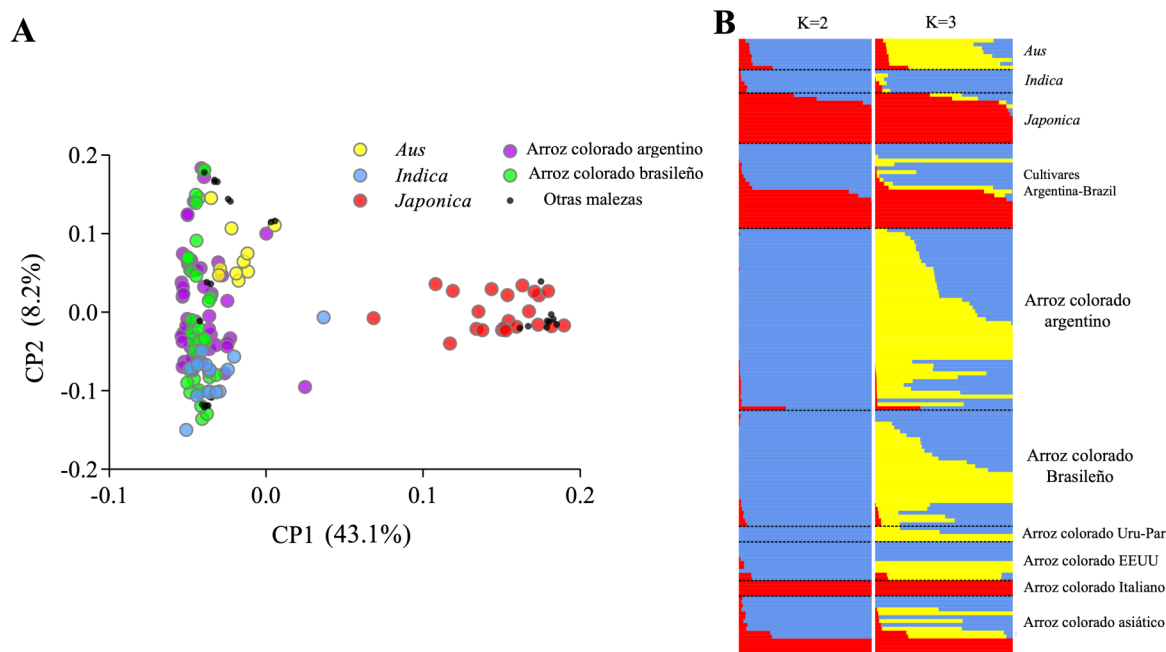 A
0.2
0.1
0.0
-0.1
-0.2
-0.1
0.0
0.1
0.2
CP2 (8.2%)
CP1 (43.1%)
Aus
Indica
Japonica
Arroz colorado argentino
Arroz colorado brasileño
Otras malezas
B
K=2
K=3
Aus
Indica
Japonica
Cultivares
Argentina-Brazil
Arroz colorado
argentino
Arroz colorado
Brasileño
Arroz colorado Uru-Par
Arroz colorado EEUU
Arroz colorado Italiano
Arroz colorado asiático